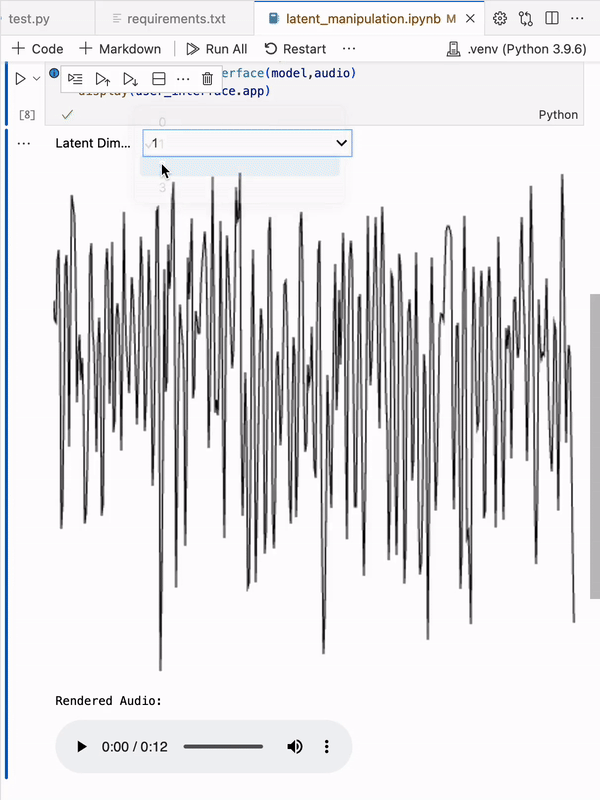 test.py requirements.txt latent_manipulation.ipynb M
Code Markdown Run All Restart ... .venv (Python 3.9.6)
erface(model,audio)
display(user_interface.app)
[8] Python
Latent Dim... 1
0
1
3
Rendered Audio:
0:00 / 0:12